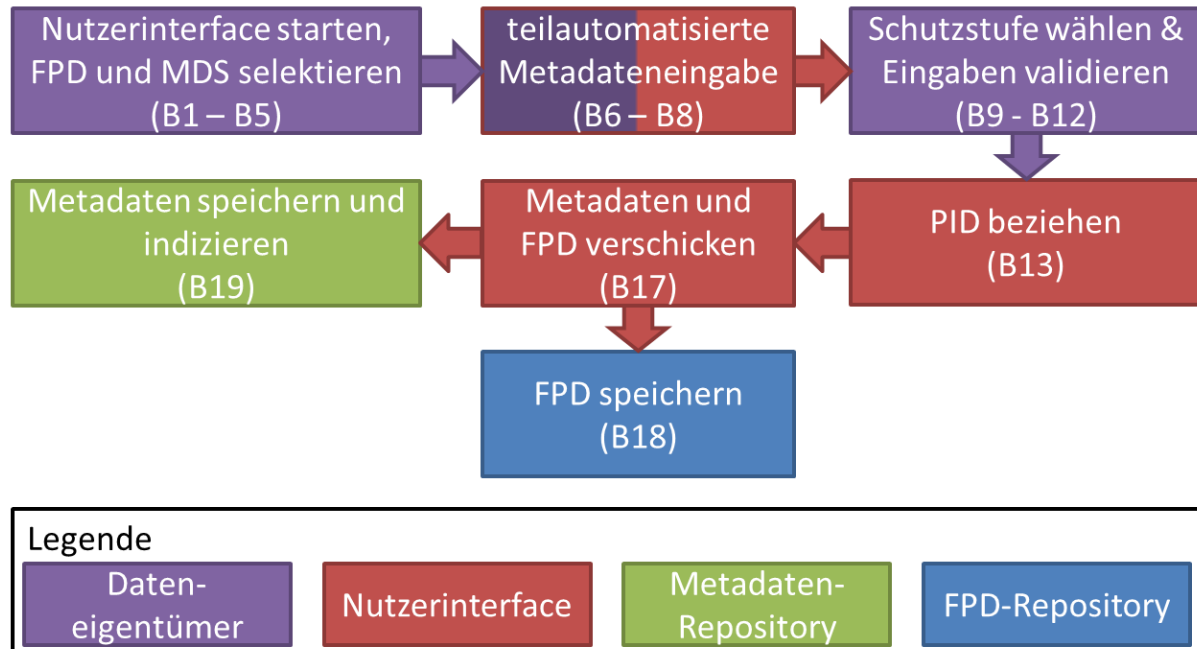 Nutzerinterface starten,
FPD und MDS selektieren
(B1 – B5)
teilautomatisierte
Metadateneingabe
(B6 – B8)
Schutzstufe wählen &
Eingaben validieren
(B9 - B12)
Metadaten speichern und
indizieren
(B19)
Metadaten und
FPD verschicken
(B17)
PID beziehen
(B13)
FPD speichern
(B18)
Legende
Daten-
eigentümer
Nutzerinterface
Metadaten-
Repository
FPD-Repository